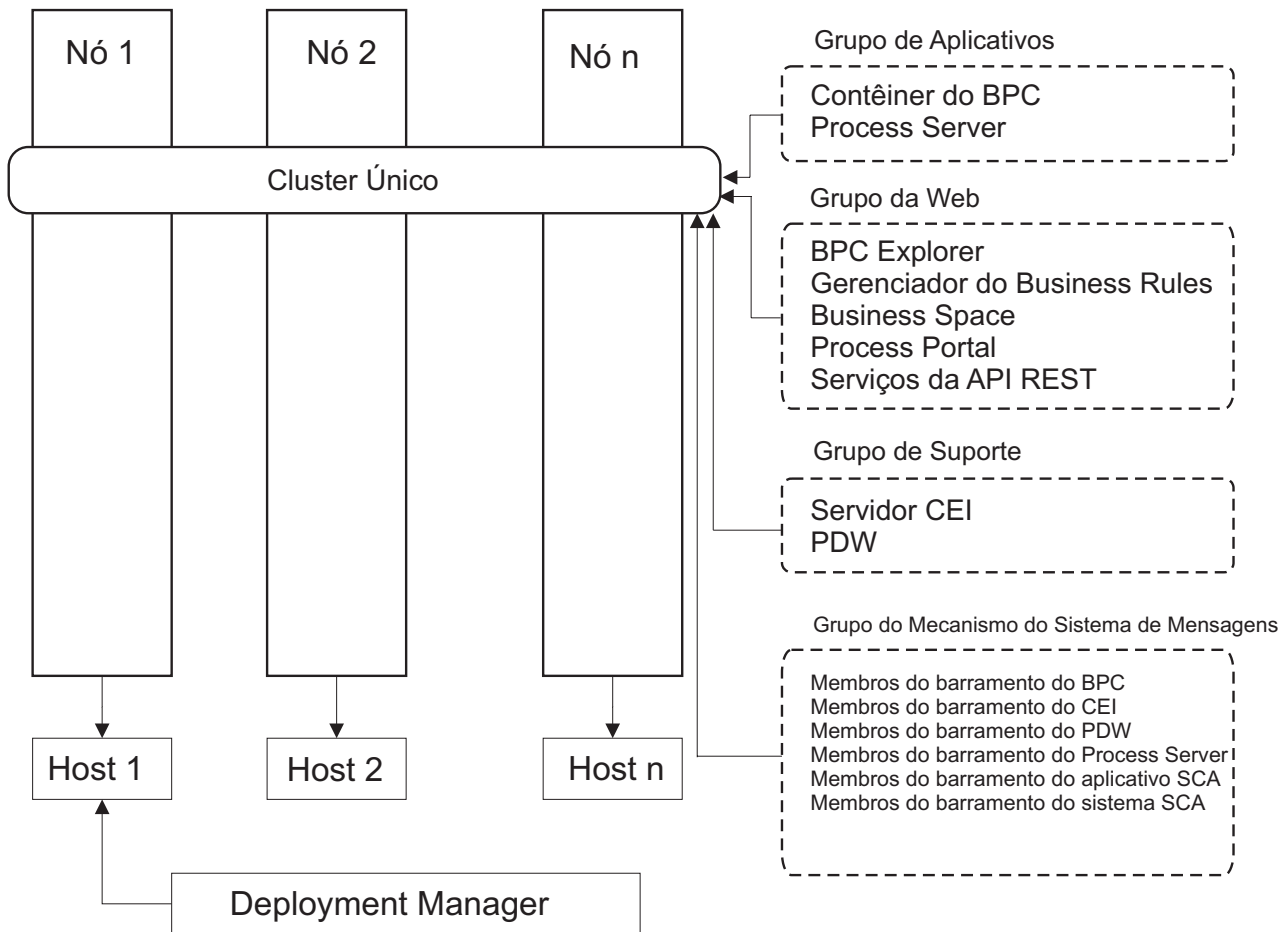 Nó 1
Nó 2
Nó n
Cluster Único
Host 1
Host 2
Host n
Deployment Manager
Grupo de Aplicativos
Contêiner do BPC
Process Server
Grupo da Web
BPC Explorer
Gerenciador do Business Rules
Business Space
Process Portal
Serviços da API REST
Grupo de Suporte
Servidor CEI
PDW
Grupo do Mecanismo do Sistema de Mensagens
Membros do barramento do BPC
Membros do barramento do CEI
Membros do barramento do PDW
Membros do barramento do Process Server
Membros do barramento do aplicativo SCA
Membros do barramento do sistema SCA